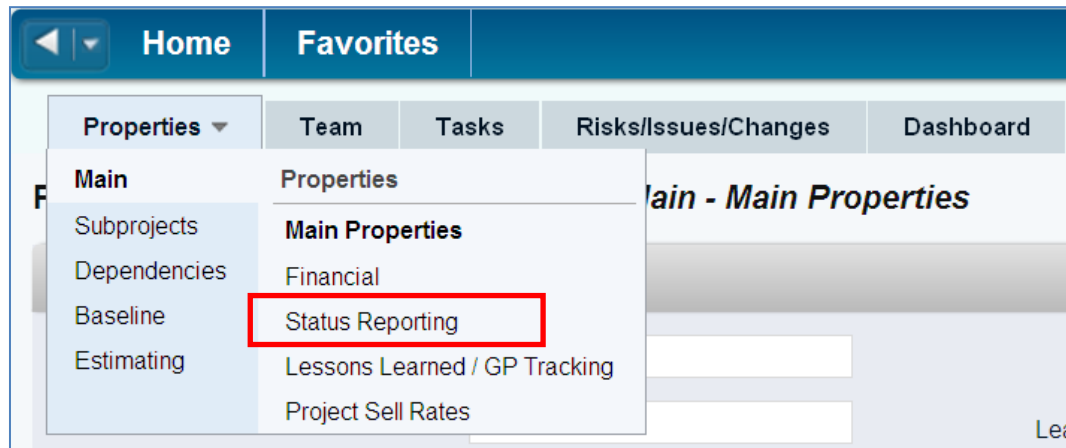 Home Favorites
Properties Team Tasks Risks/Issues/Changes Dashboard
Main - Main Properties
Main
Subprojects
Dependencies
Baseline
Estimating
Properties
Main Properties
Financial
Status Reporting
Lessons Learned / GP Tracking
Project Sell Rates